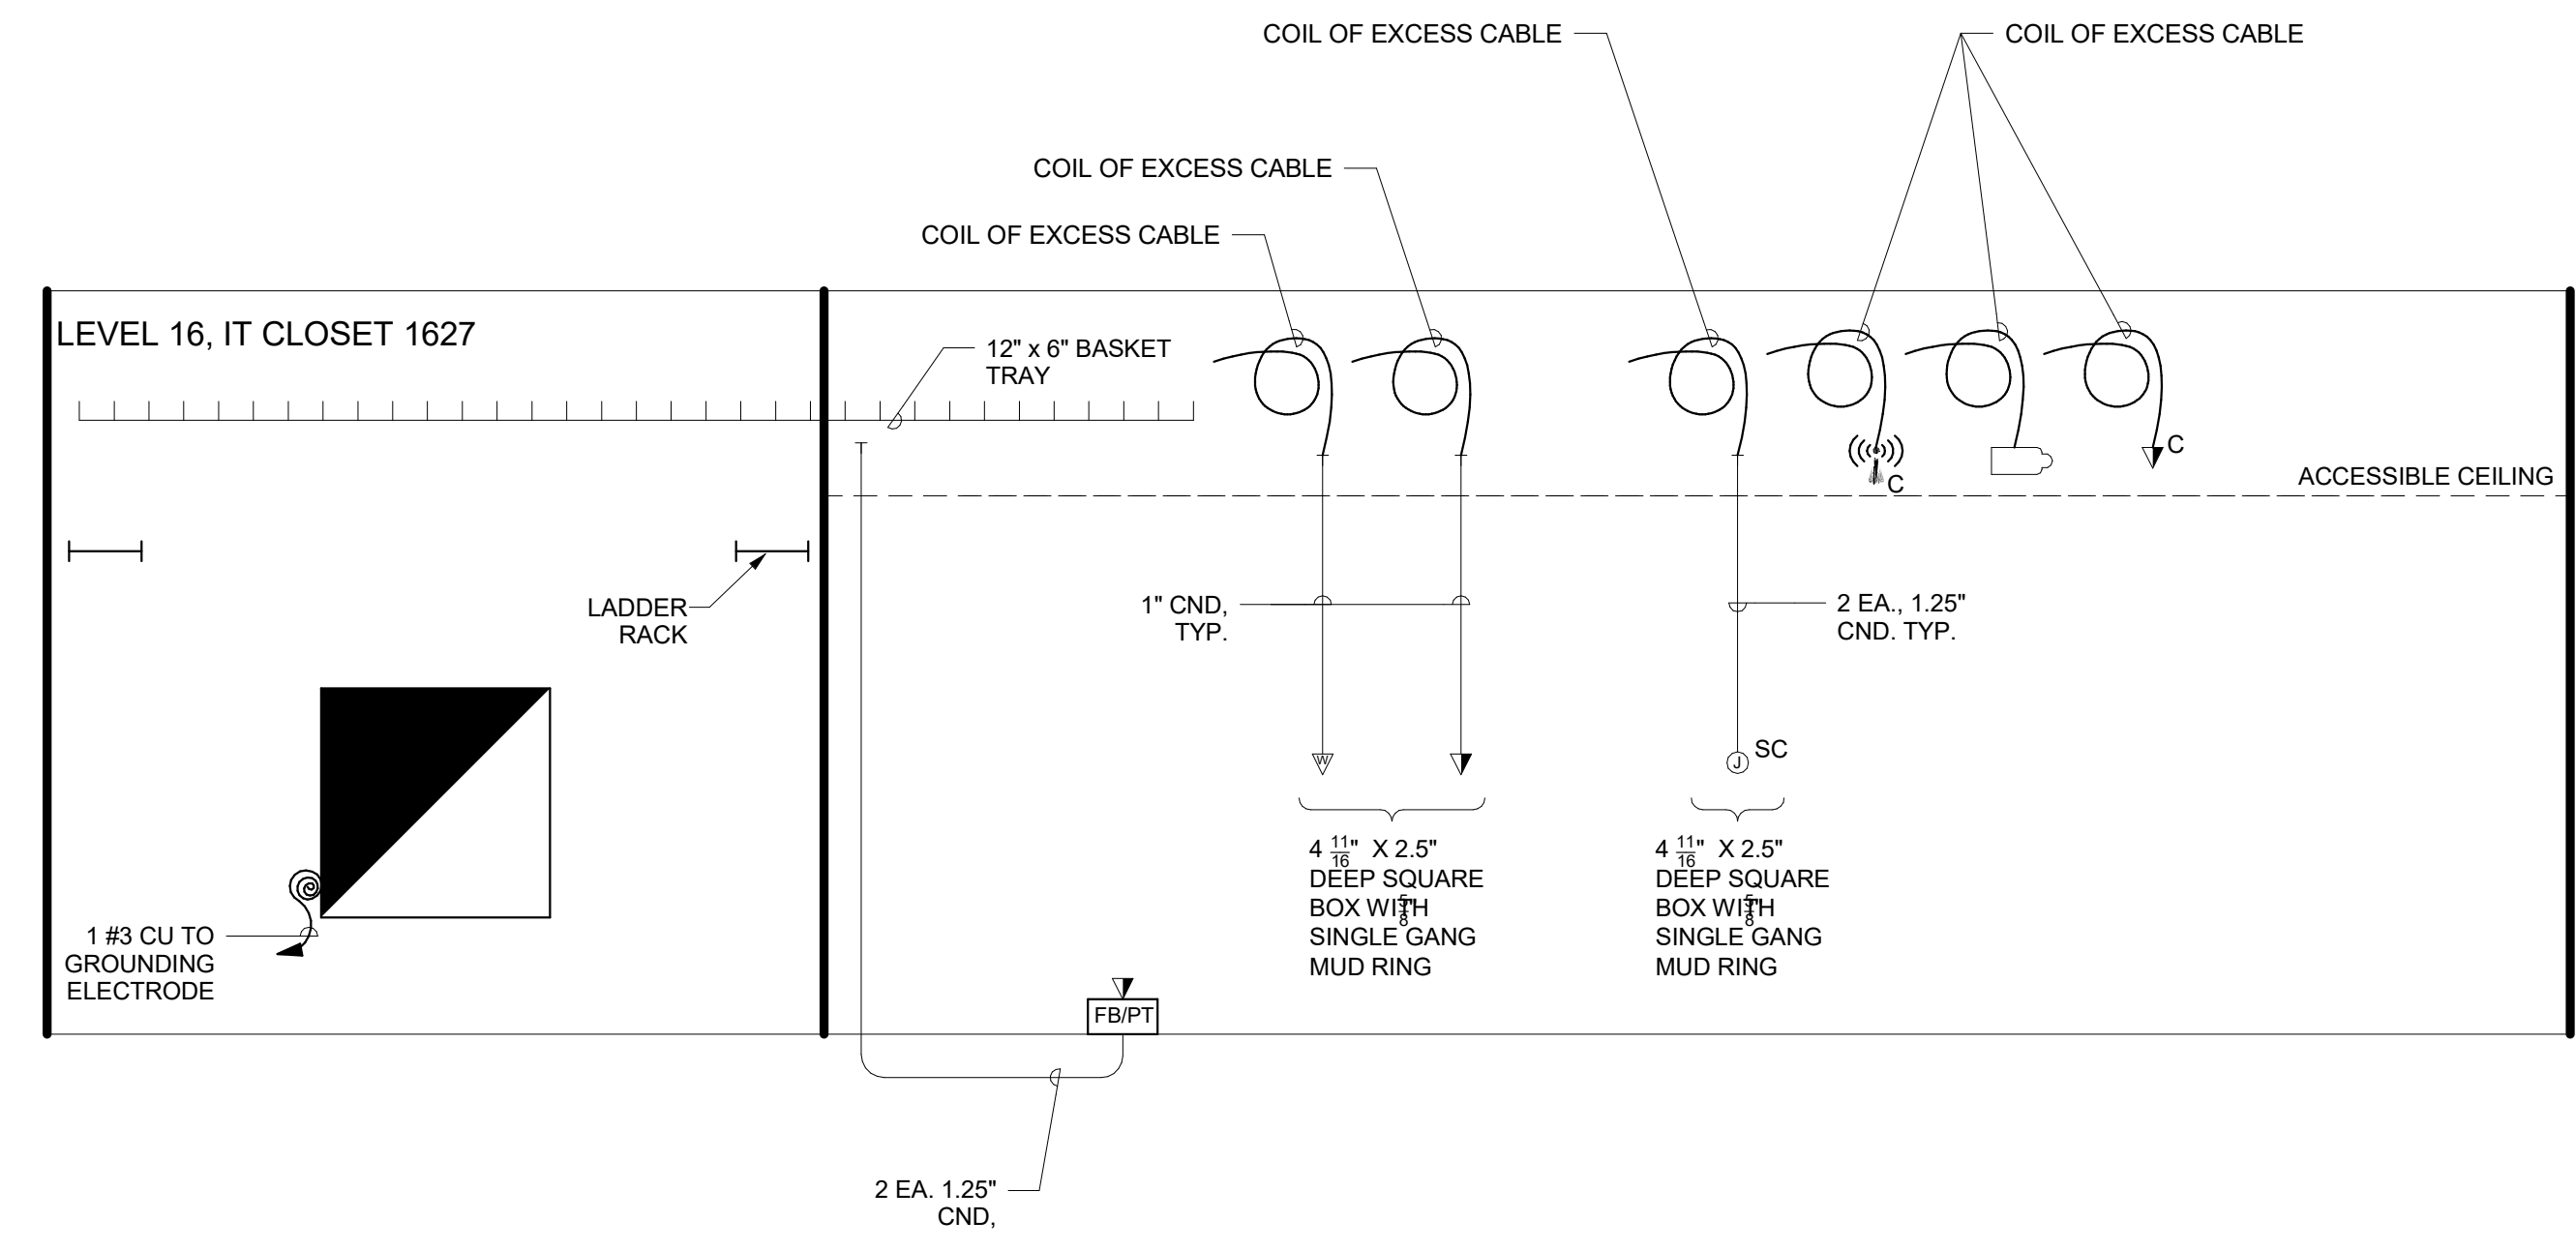 COIL OF EXCESS CABLE
COIL OF EXCESS CABLE
COIL OF EXCESS CABLE
COIL OF EXCESS CABLE
LEVEL 16, IT CLOSET 1627
12" x 6" BASKET
TRAY
C
C
ACCESSIBLE CEILING
LADDER
RACK
1" CND,
TYP.
2 EA., 1.25"
CND. TYP.
W
J
SC
4 11/16" X 2.5"
DEEP SQUARE
BOX WITH 5/8"
SINGLE GANG
MUD RING
4 11/16" X 2.5"
DEEP SQUARE
BOX WITH 5/8"
SINGLE GANG
MUD RING
1 #3 CU TO
GROUNDING
ELECTRODE
FB/PT
2 EA. 1.25"
CND,